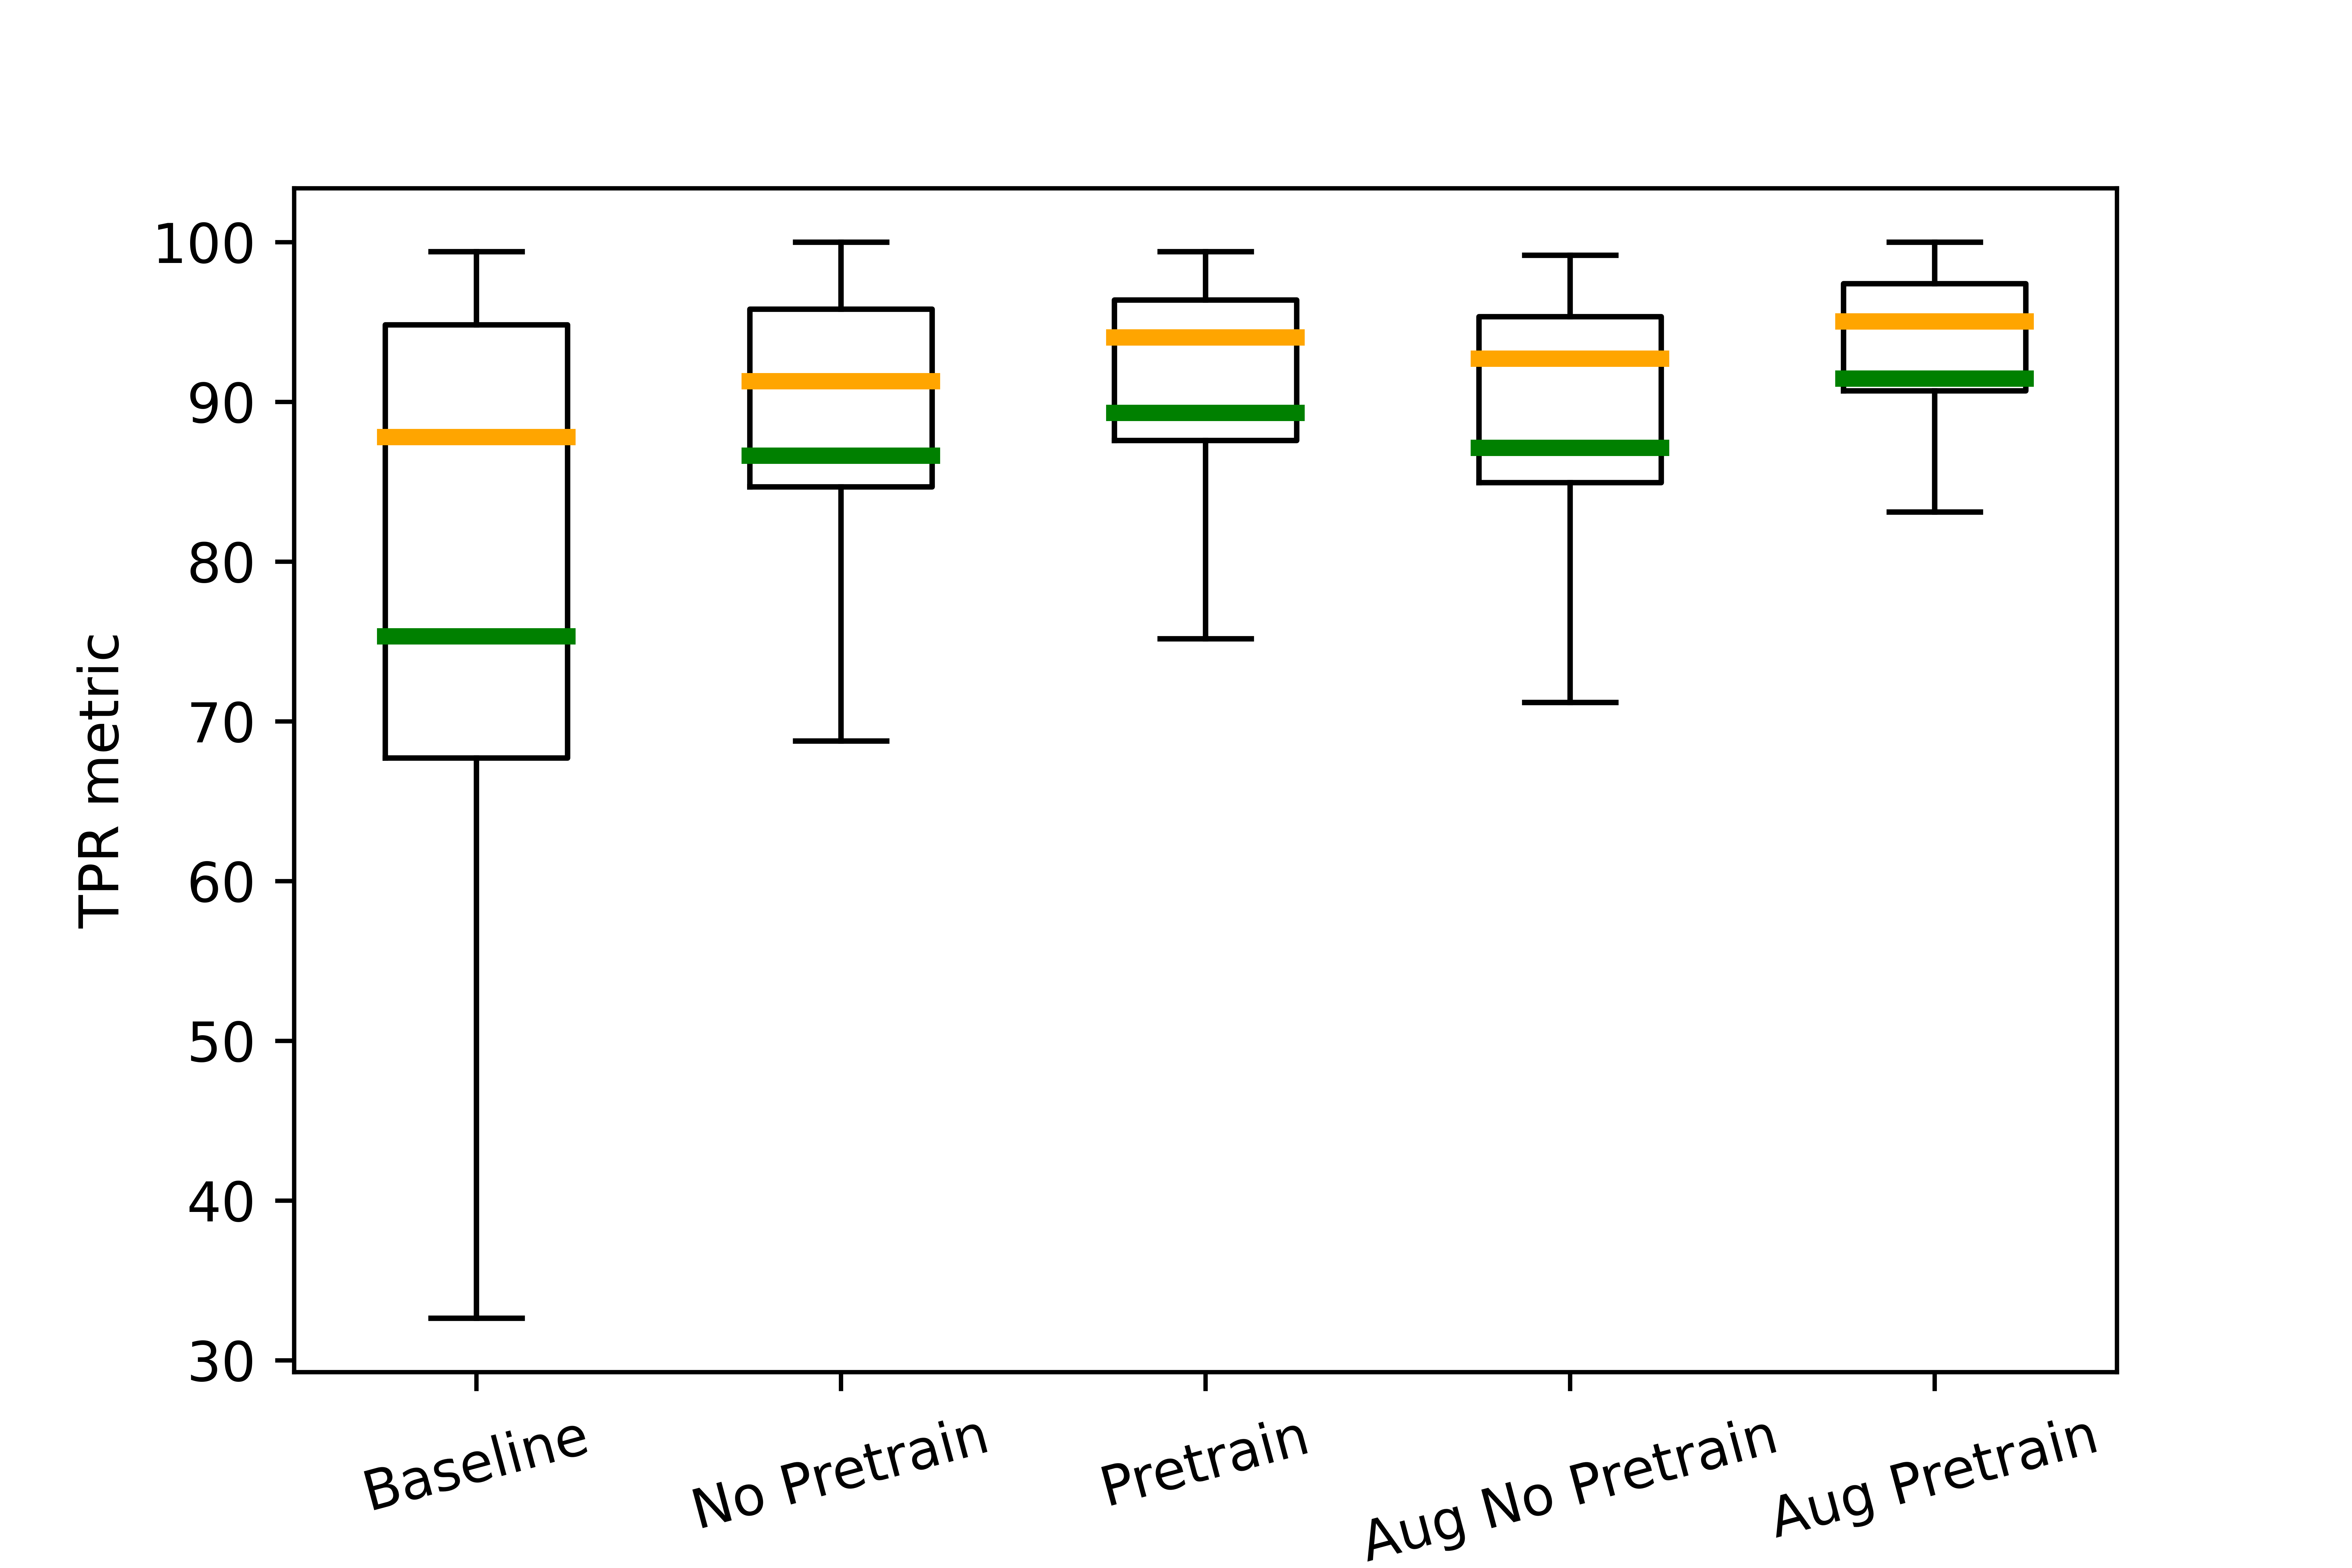 100
90
80
70
60
50
40
30
TPR metric
Baseline
No Pretrain
Pretrain
Aug No Pretrain
Aug Pretrain